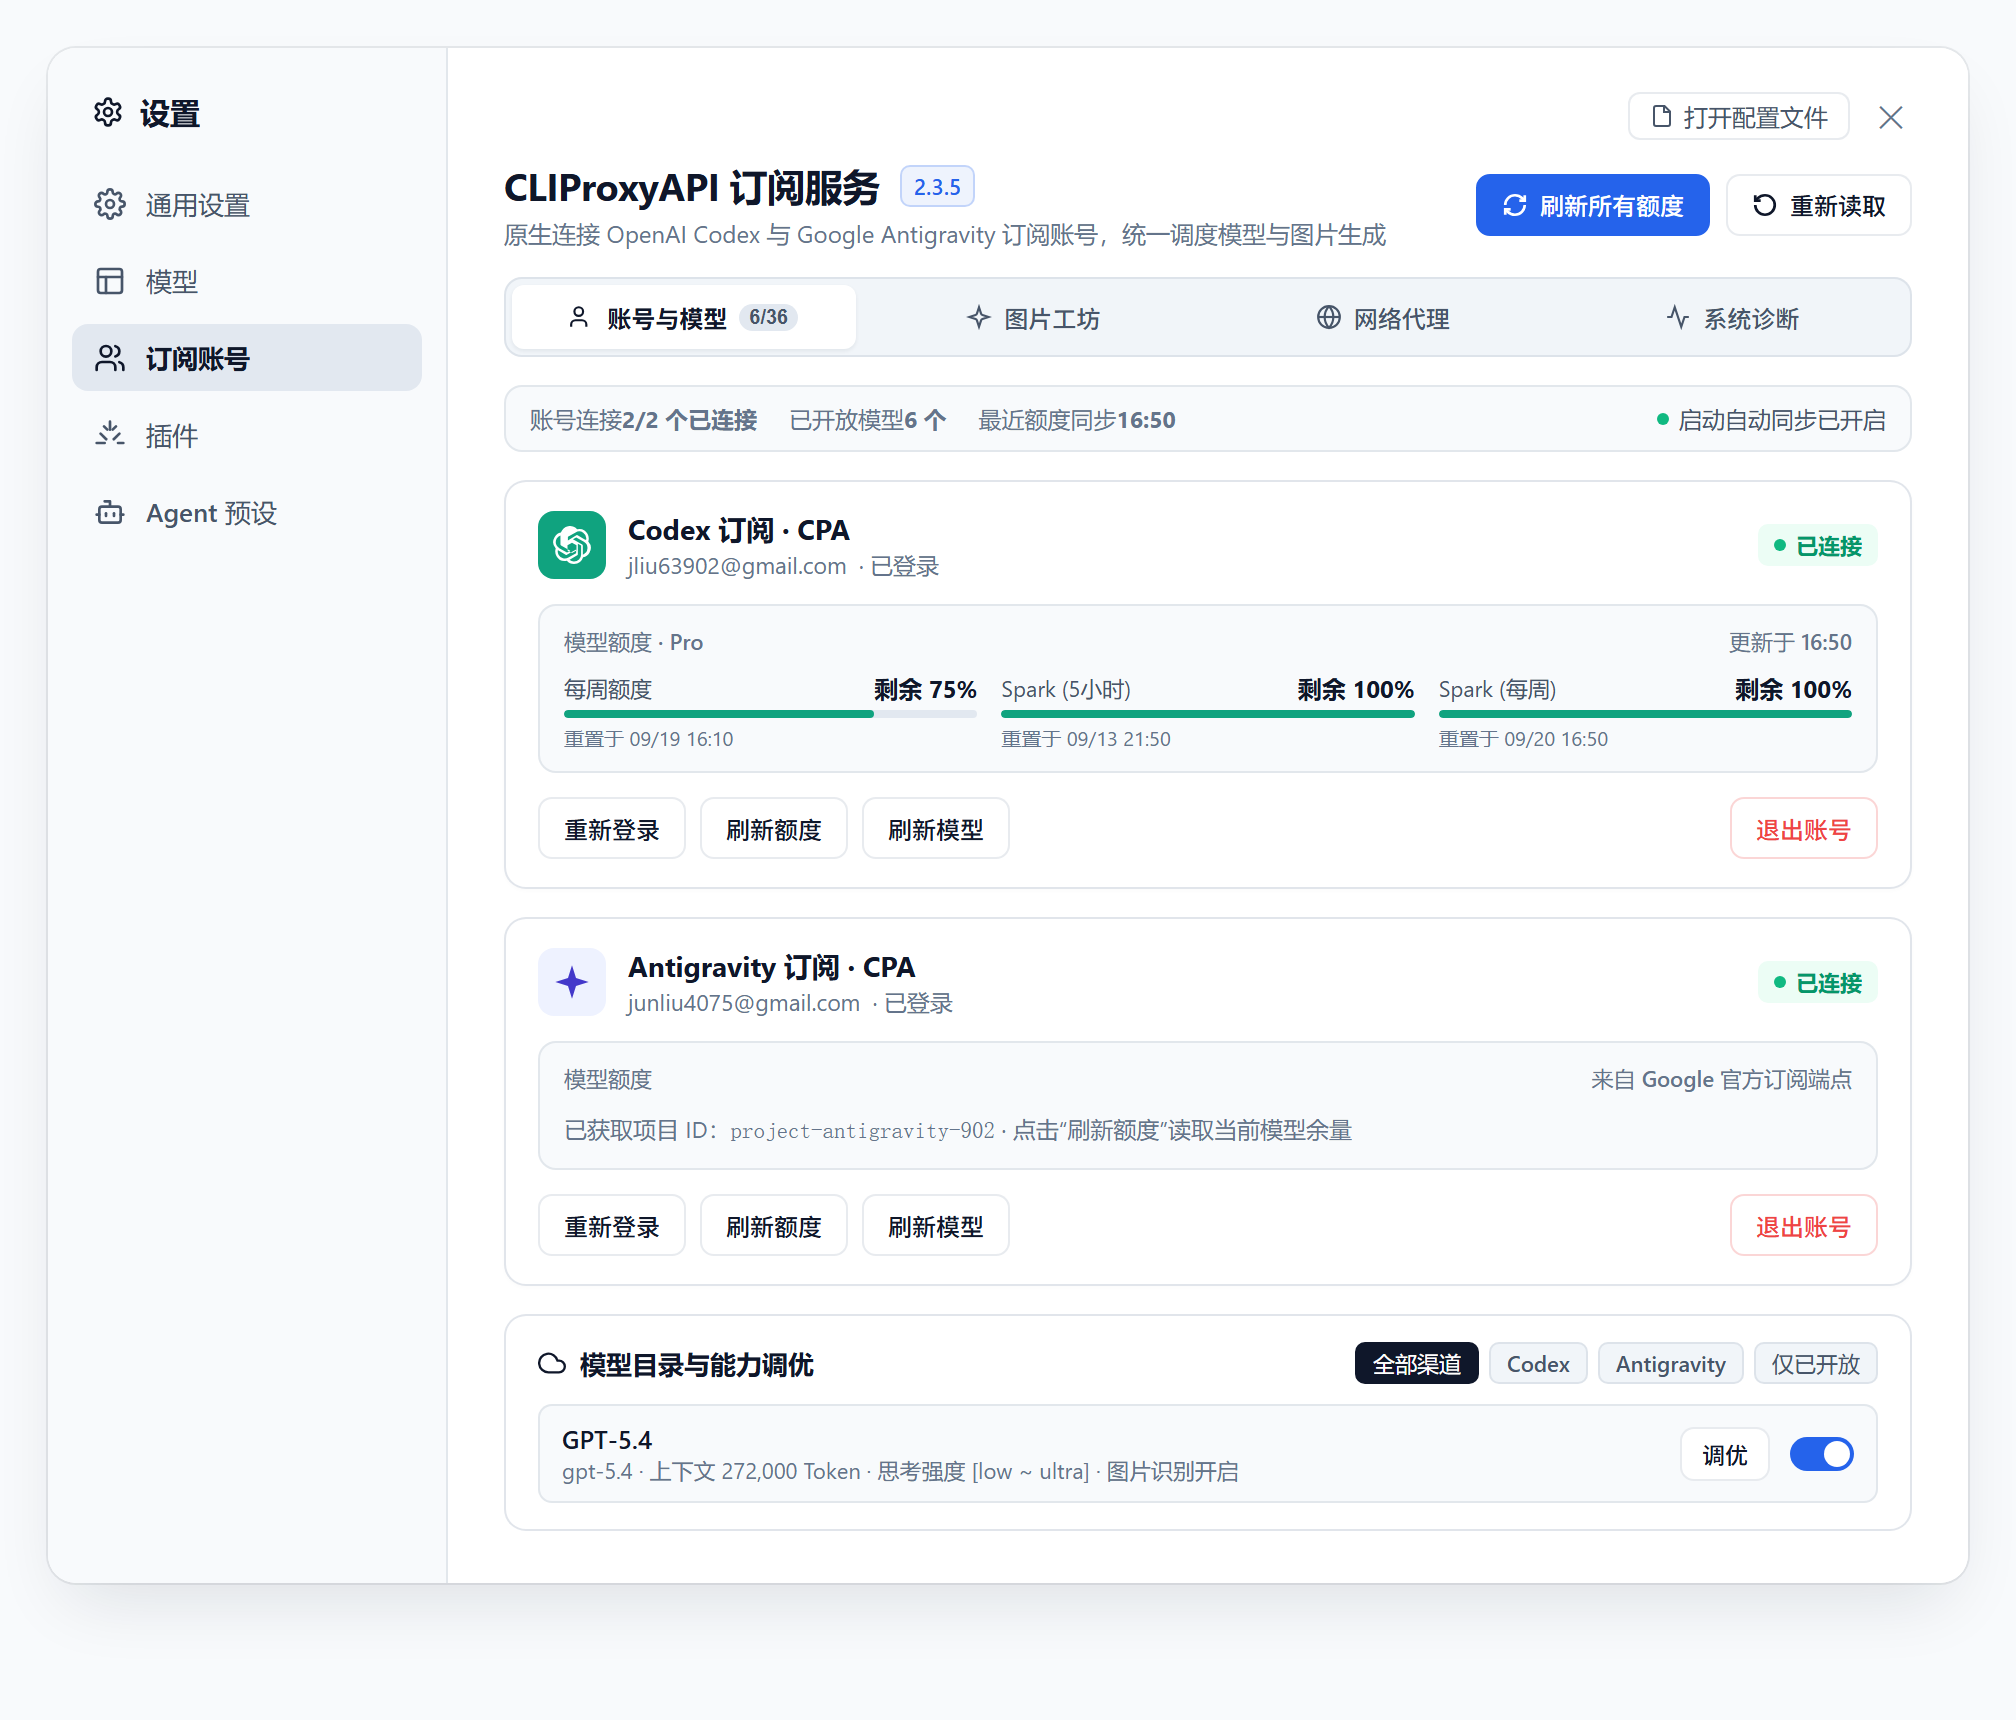 设置
通用设置
模型
订阅账号
插件
Agent 预设
打开配置文件
CLIProxyAPI 订阅服务 2.3.5
原生连接 OpenAI Codex 与 Google Antigravity 订阅账号，统一调度模型与图片生成
刷新所有额度 重新读取
账号与模型 6/36 图片工坊 网络代理 系统诊断
账号连接2/2 个已连接 已开放模型6 个 最近额度同步16:50 启动自动同步已开启
Codex 订阅 · CPA
jliu63902@gmail.com · 已登录
已连接
模型额度 · Pro 更新于 16:50
每周额度 剩余 75% Spark (5小时) 剩余 100% Spark (每周) 剩余 100%
重置于 09/19 16:10 重置于 09/13 21:50 重置于 09/20 16:50
重新登录 刷新额度 刷新模型 退出账号
Antigravity 订阅 · CPA
junliu4075@gmail.com · 已登录
已连接
模型额度 来自 Google 官方订阅端点
已获取项目 ID：project-antigravity-902 · 点击“刷新额度”读取当前模型余量
重新登录 刷新额度 刷新模型 退出账号
模型目录与能力调优 全部渠道 Codex Antigravity 仅已开放
GPT-5.4
gpt-5.4 · 上下文 272,000 Token · 思考强度 [low ~ ultra] · 图片识别开启
调优